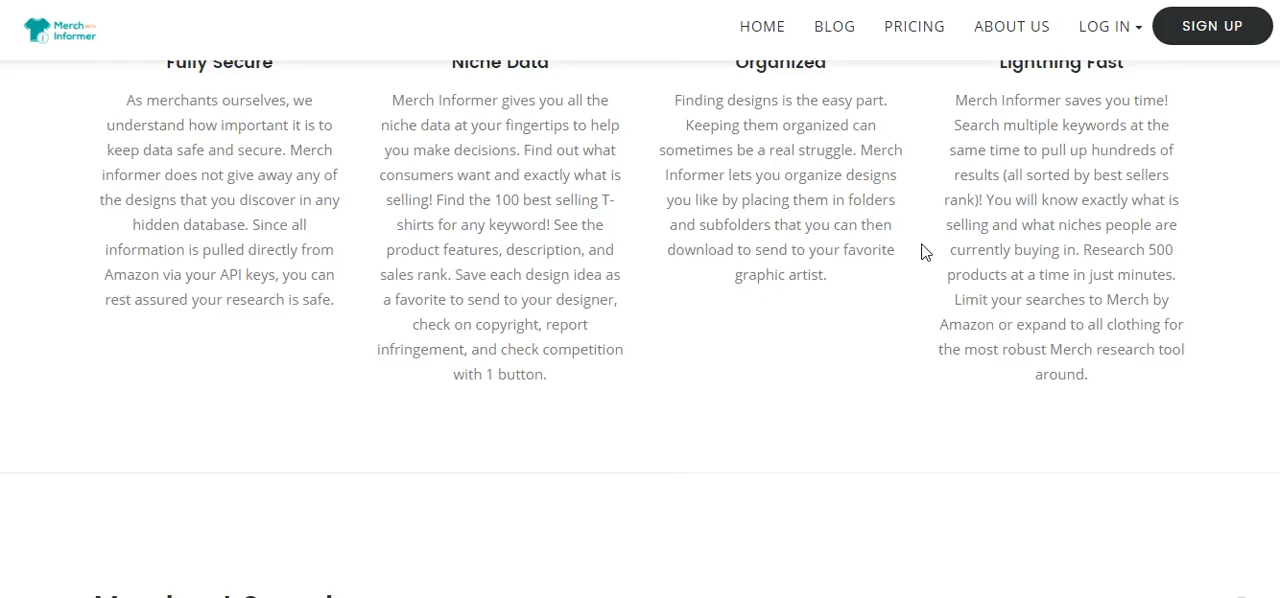 Merch BETA
Informer
HOME BLOG PRICING ABOUT US LOG IN SIGN UP
Fully Secure
As merchants ourselves, we
understand how important it is to
keep data safe and secure. Merch
informer does not give away any of
the designs that you discover in any
hidden database. Since all
information is pulled directly from
Amazon via your API keys, you can
rest assured your research is safe.
Niche Data
Merch Informer gives you all the
niche data at your fingertips to help
you make decisions. Find out what
consumers want and exactly what is
selling! Find the 100 best selling T-
shirts for any keyword! See the
product features, description, and
sales rank. Save each design idea as
a favorite to send to your designer,
check on copyright, report
infringement, and check competition
with 1 button.
Organized
Finding designs is the easy part.
Keeping them organized can
sometimes be a real struggle. Merch
Informer lets you organize designs
you like by placing them in folders
and subfolders that you can then
download to send to your favorite
graphic artist.
Lightning Fast
Merch Informer saves you time!
Search multiple keywords at the
same time to pull up hundreds of
results (all sorted by best sellers
rank)! You will know exactly what is
selling and what niches people are
currently buying in. Research 500
products at a time in just minutes.
Limit your searches to Merch by
Amazon or expand to all clothing for
the most robust Merch research tool
around.